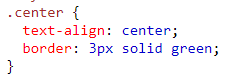 .center {
  text-align: center;
  border: 3px solid green;
}